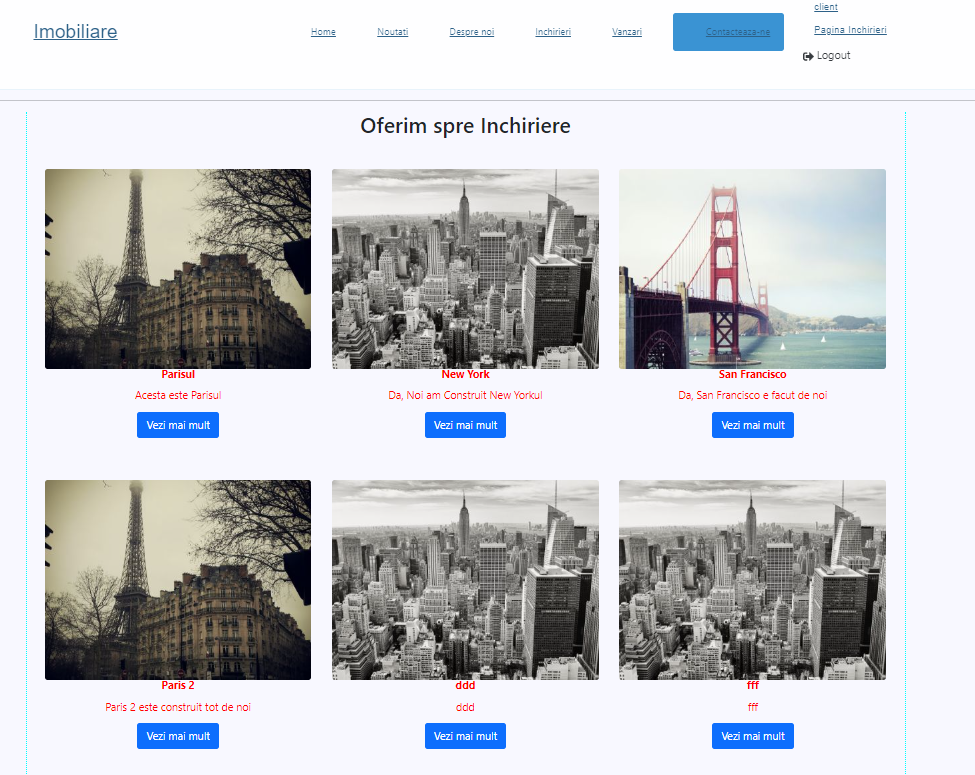 client
Imobiliare
Home Noutati Despre noi Inchirieri Vanzari Contacteaza-ne Pagina Inchirieri
Logout
Oferim spre Inchiriere
Parisul New York San Francisco
Acesta este Parisul Da, Noi am Construit New Yorkul Da, San Francisco e facut de noi
Vezi mai mult Vezi mai mult Vezi mai mult
Paris 2 ddd fff
Paris 2 este construit tot de noi ddd fff
Vezi mai mult Vezi mai mult Vezi mai mult